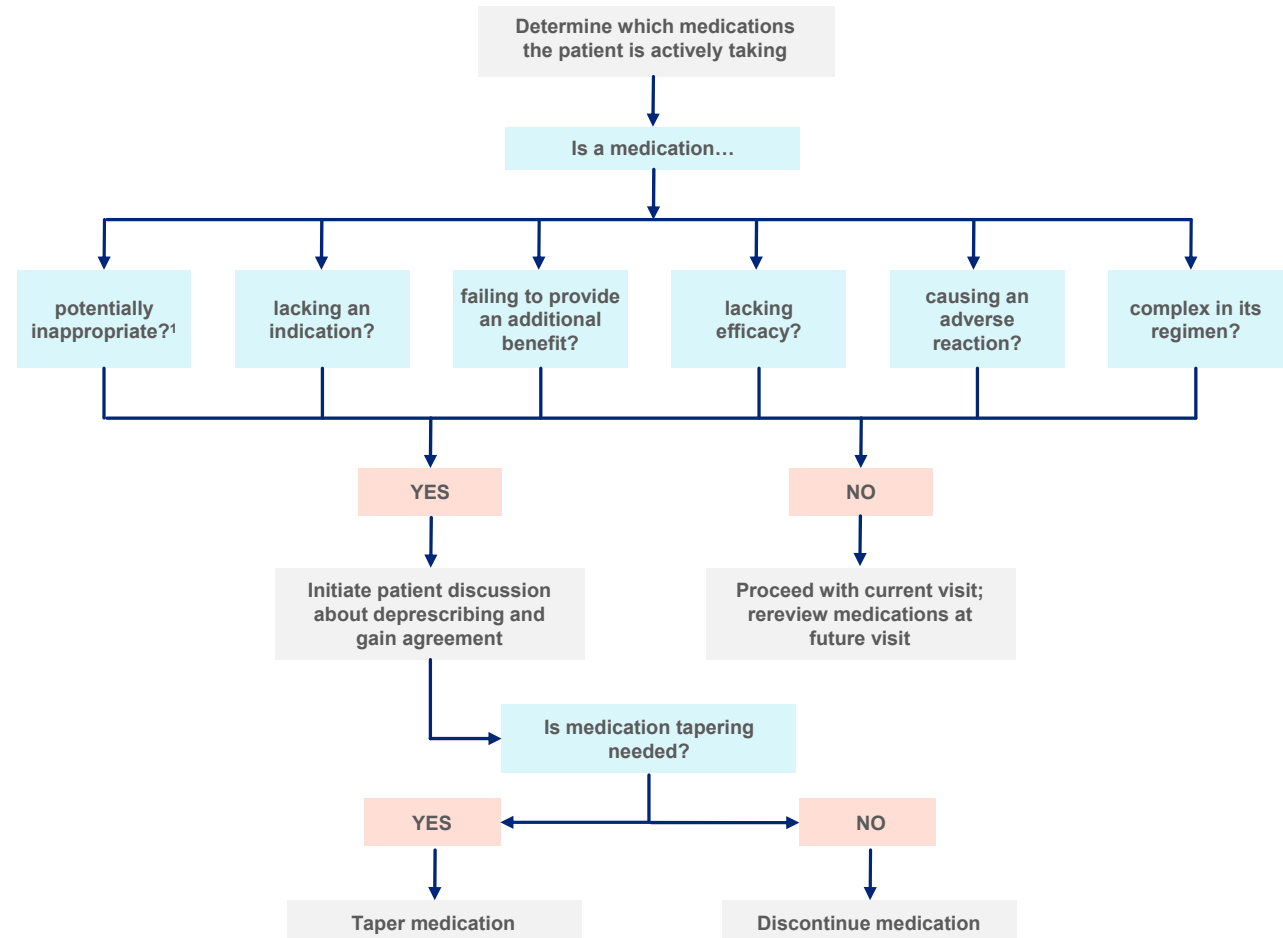 Determine which medications
the patient is actively taking
Is a medication…
potentially
inappropriate?¹
lacking an
indication?
failing to provide
an additional
benefit?
lacking
efficacy?
causing an
adverse
reaction?
complex in its
regimen?
YES
NO
Initiate patient discussion
about deprescribing and
gain agreement
Proceed with current visit;
rereview medications at
future visit
Is medication tapering
needed?
YES
NO
Taper medication
Discontinue medication